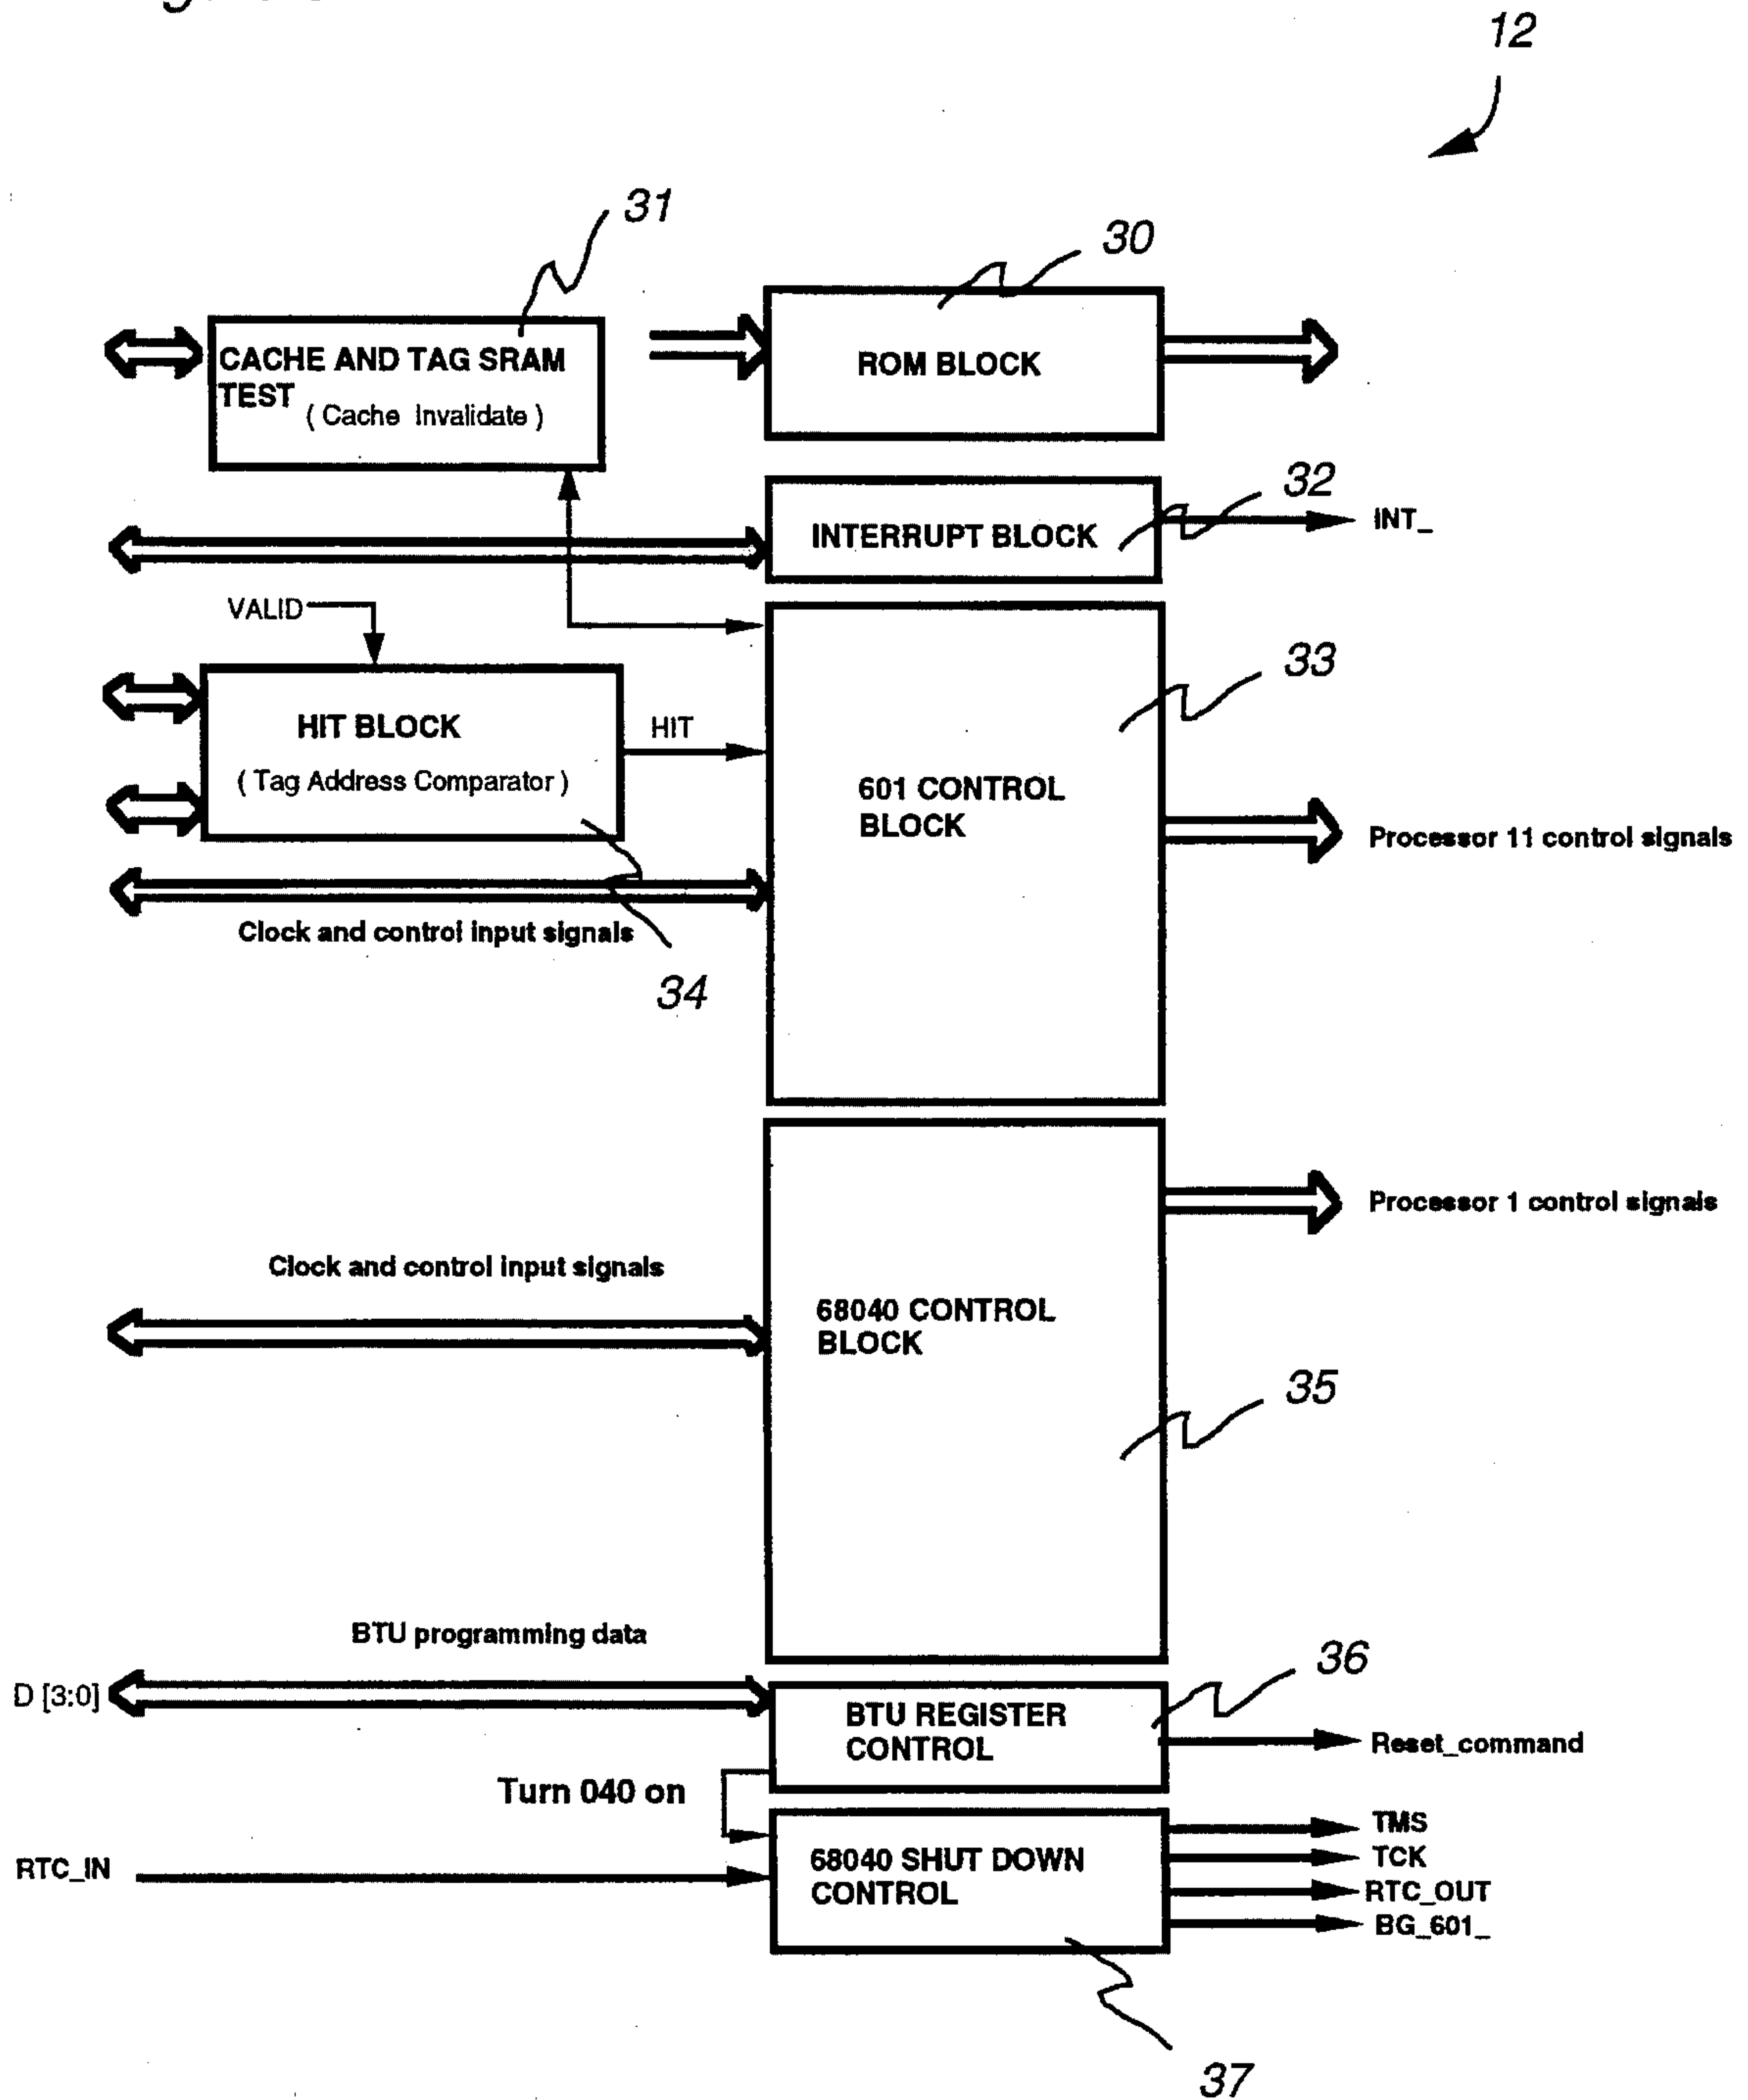 12
31
30
CACHE AND TAG SRAM
TEST
( Cache Invalidate )
ROM BLOCK
32
INTERRUPT BLOCK
INT_
VALID
33
HIT BLOCK
( Tag Address Comparator )
HIT
601 CONTROL
BLOCK
Processor 11 control signals
Clock and control input signals
34
Processor 1 control signals
Clock and control input signals
68040 CONTROL
BLOCK
35
BTU programming data
36
D [3:0]
BTU REGISTER
CONTROL
Reset_command
Turn 040 on
TMS
RTC_IN
68040 SHUT DOWN
CONTROL
TCK
RTC_OUT
BG_601_
37